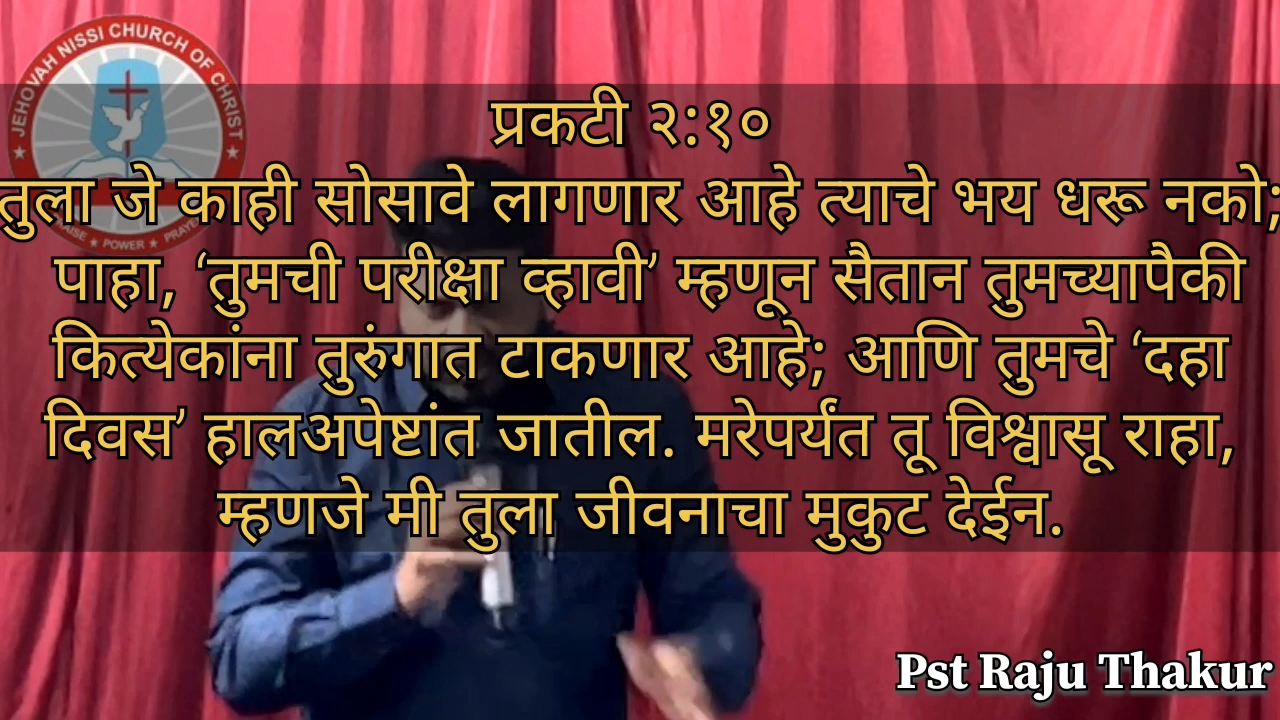 JEHOVAH NISSI CHURCH OF CHRIST
प्रकटी २:१०
तुला जे काही सोसावे लागणार आहे त्याचे भय धरू नको;
पाहा, ‘तुमची परीक्षा व्हावी’ म्हणून सैतान तुमच्यापैकी
कित्येकांना तुरुंगात टाकणार आहे; आणि तुमचे ‘दहा
दिवस’ हालअपेष्टांत जातील. मरेपर्यंत तू विश्वासू राहा,
म्हणजे मी तुला जीवनाचा मुकुट देईन.
★ POWER ★
Pst Raju Thakur